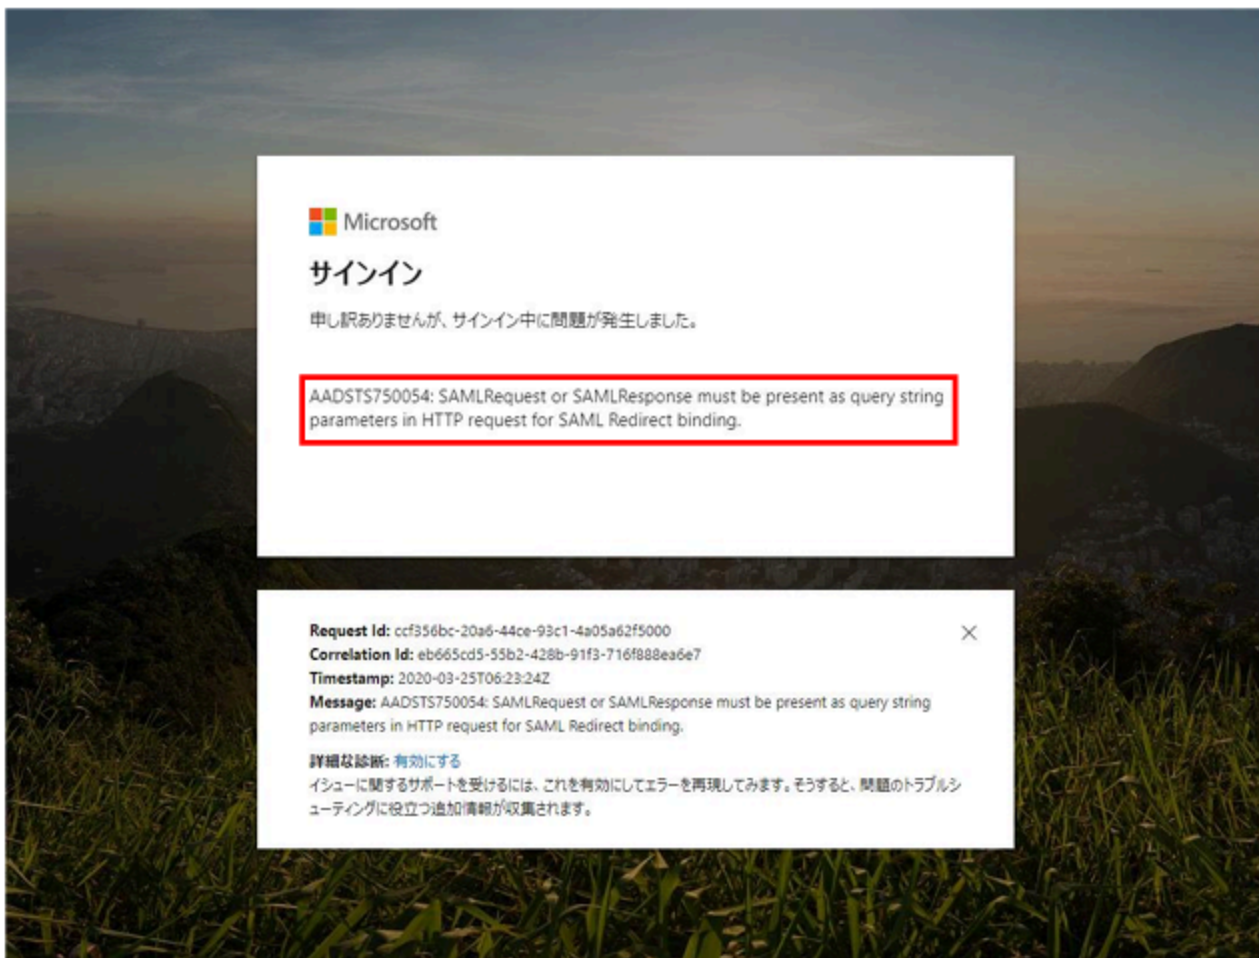 Microsoft
サインイン
申し訳ありませんが、サインイン中に問題が発生しました。
AADSTS750054: SAMLRequest or SAMLResponse must be present as query string
parameters in HTTP request for SAML Redirect binding.
Request Id: ccf356bc-20a6-44ce-93c1-4a05a62f5000
Correlation Id: eb665cd5-55b2-428b-91f3-716f888ea6e7
Timestamp: 2020-03-25T06:23:24Z
Message: AADSTS750054: SAMLRequest or SAMLResponse must be present as query string
parameters in HTTP request for SAML Redirect binding.
詳細な診断: 有効にする
イシューに関するサポートを受けるには、これを有効にしてエラーを再現してみます。そうすると、問題のトラブルシ
ューティングに役立つ追加情報が収集されます。